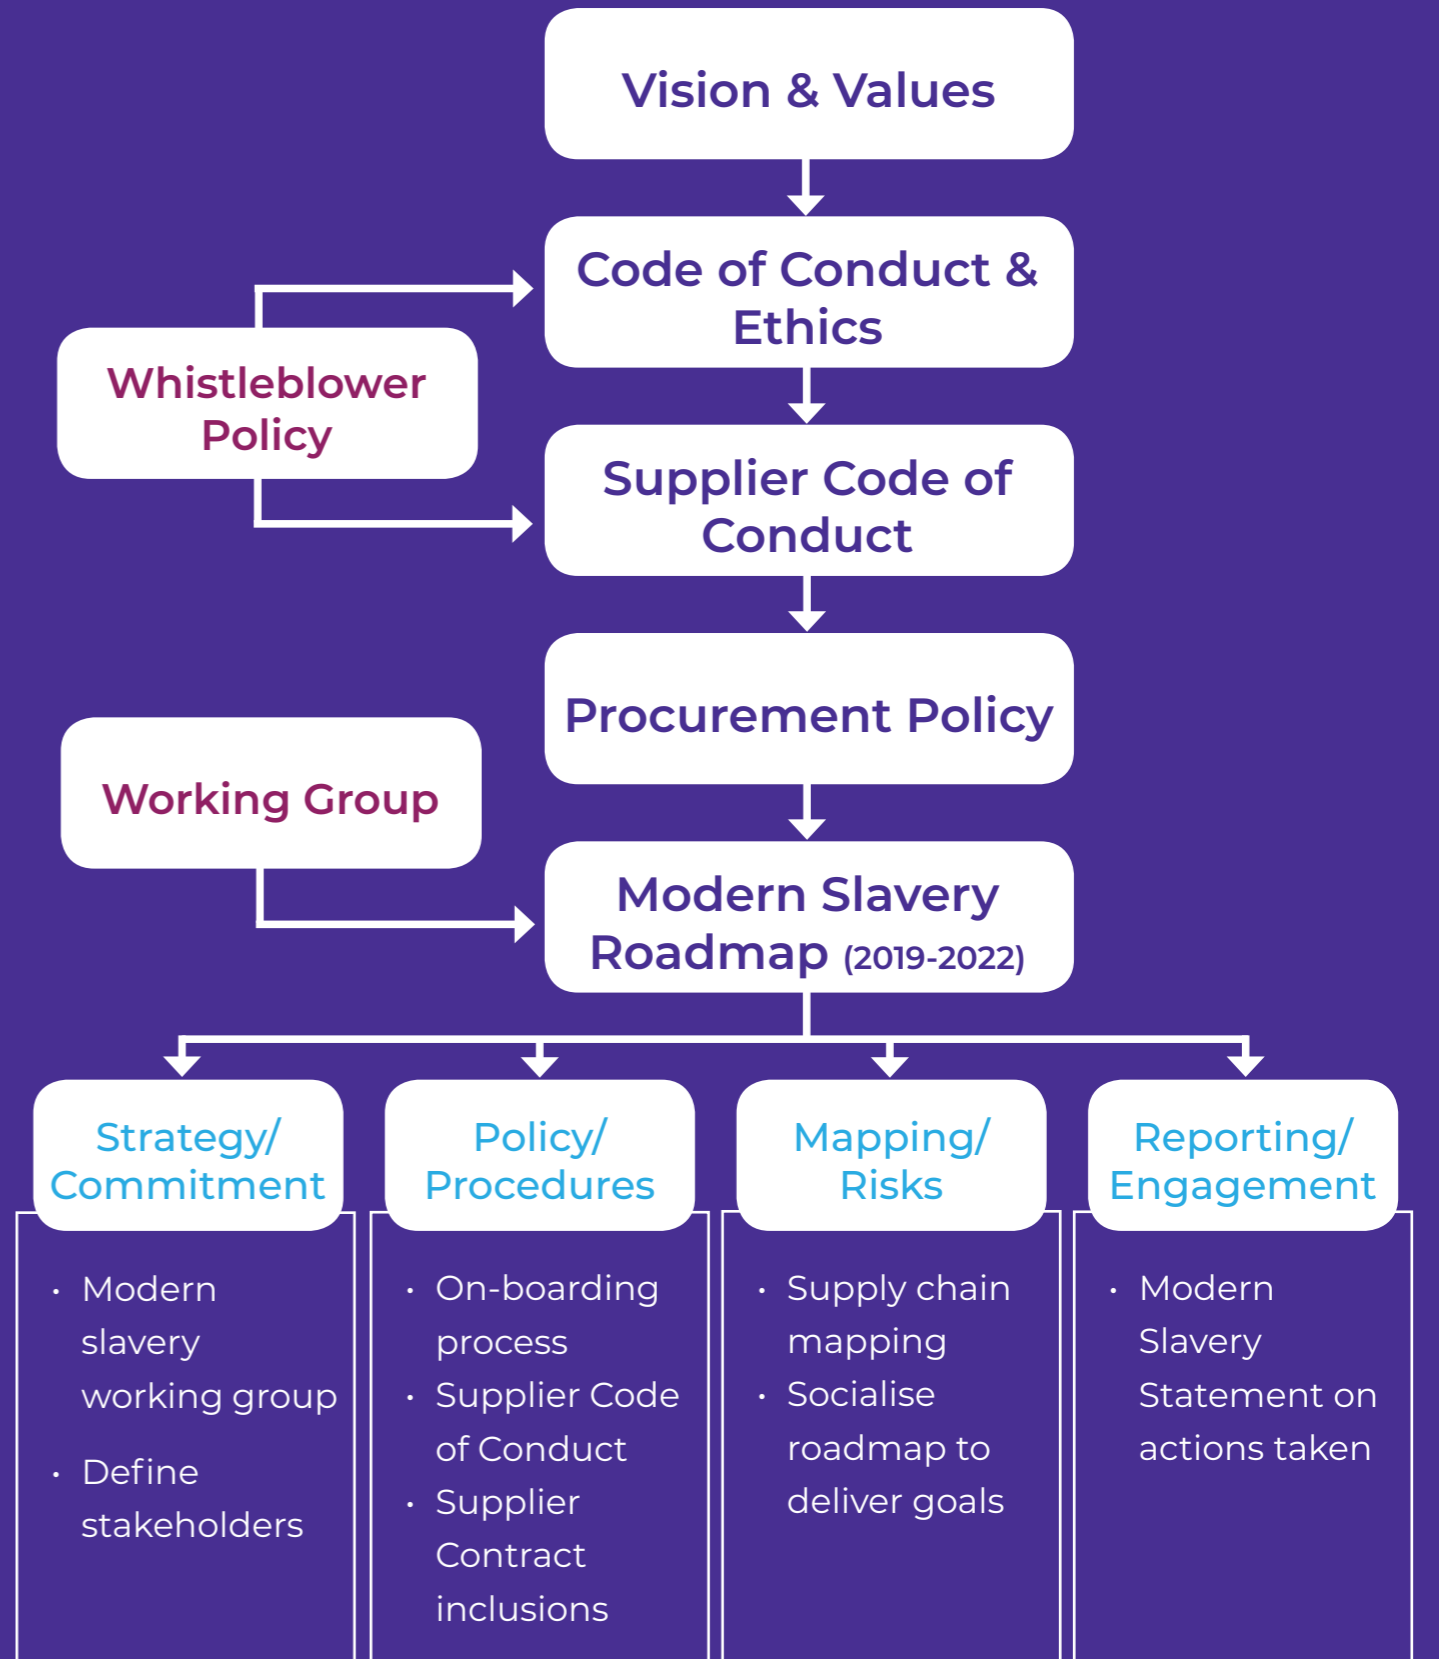 Vision & Values
Code of Conduct &
Ethics
Whistleblower
Policy
Supplier Code of
Conduct
Procurement Policy
Working Group
Modern Slavery
Roadmap (2019-2022)
Strategy/
Commitment
• Modern
slavery
working group
• Define
stakeholders
Policy/
Procedures
• On-boarding
process
• Supplier Code
of Conduct
• Supplier
Contract
inclusions
Mapping/
Risks
• Supply chain
mapping
• Socialise
roadmap to
deliver goals
Reporting/
Engagement
• Modern
Slavery
Statement on
actions taken